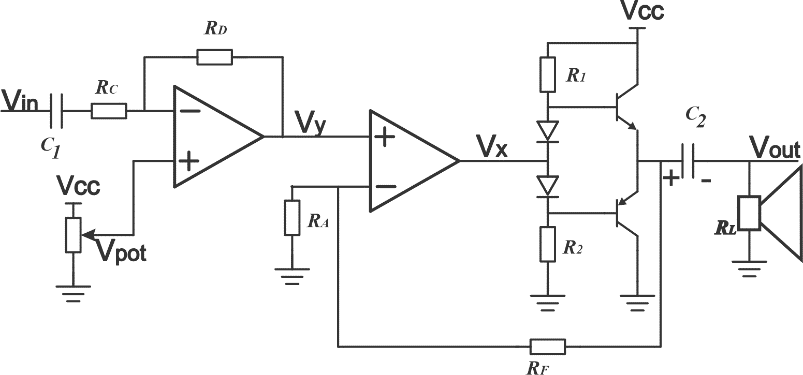 Vcc
RD
R1
Vin
RC
C1
Vy
Vx
C2
Vout
Vcc
Vpot
RA
R2
RL
RF
+
-